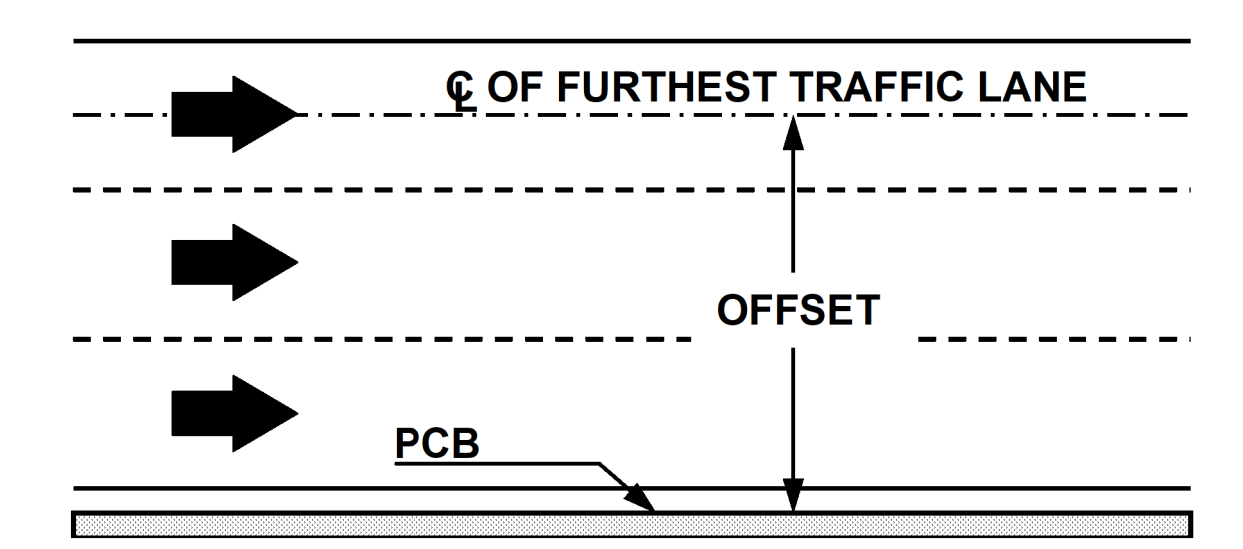 ℄ OF FURTHEST TRAFFIC LANE
OFFSET
PCB